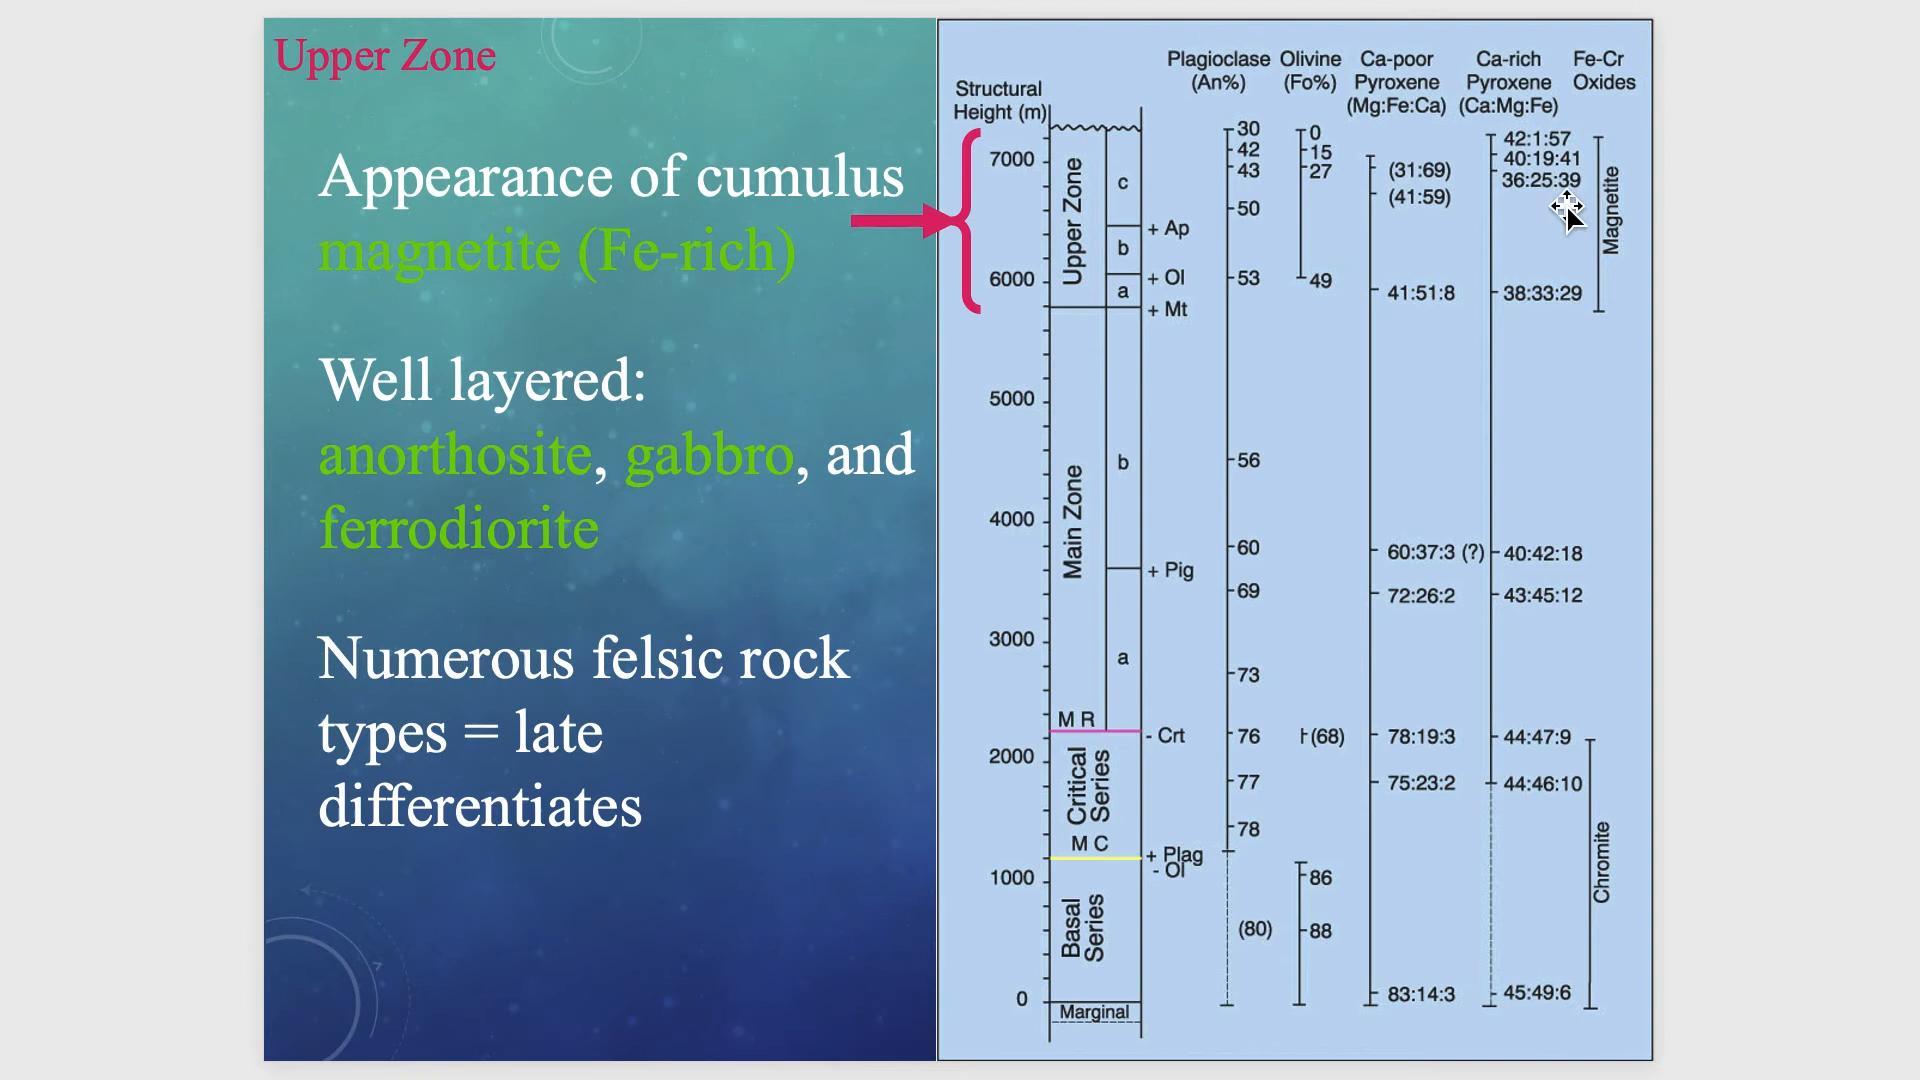 Upper Zone
Appearance of cumulus
magnetite (Fe-rich)
Well layered:
anorthosite, gabbro, and
ferrodiorite
Numerous felsic rock
types = late
differentiates
Structural
Height (m)
Plagioclase
(An%)
Olivine
(Fo%)
Ca-poor
Pyroxene
(Mg:Fe:Ca)
Ca-rich
Pyroxene
(Ca:Mg:Fe)
Fe-Cr
Oxides
7000
6000
5000
4000
3000
2000
1000
0
Upper Zone
c
b
a
Main Zone
b
a
M R
Critical
Series
M C
Basal
Series
Marginal
+ Ap
+ Ol
+ Mt
+ Pig
- Crt
+ Plag
- Ol
30
42
43
50
53
56
60
69
73
76
77
78
(80)
0
15
27
49
(68)
86
88
(31:69)
(41:59)
41:51:8
60:37:3 (?)
72:26:2
78:19:3
75:23:2
83:14:3
42:1:57
40:19:41
36:25:39
38:33:29
40:42:18
43:45:12
44:47:9
44:46:10
45:49:6
Magnetite
Chromite